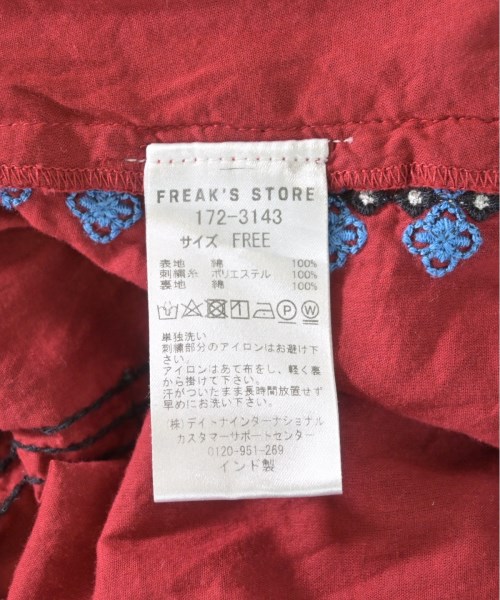 FREAK'S STORE
172-3143
サイズ FREE
表地 綿 100%
刺繍糸 ポリエステル 100%
裏地 綿 100%
単独洗い
刺繍部分のアイロンはお避け下
さい。
アイロンはあて布をし、軽く裏
から掛けて下さい。
汗がついたまま長時間放置せず
早めにお洗い下さい。
(株)デイトナインターナショナル
カスタマーサポートセンター
0120-951-269
インド製